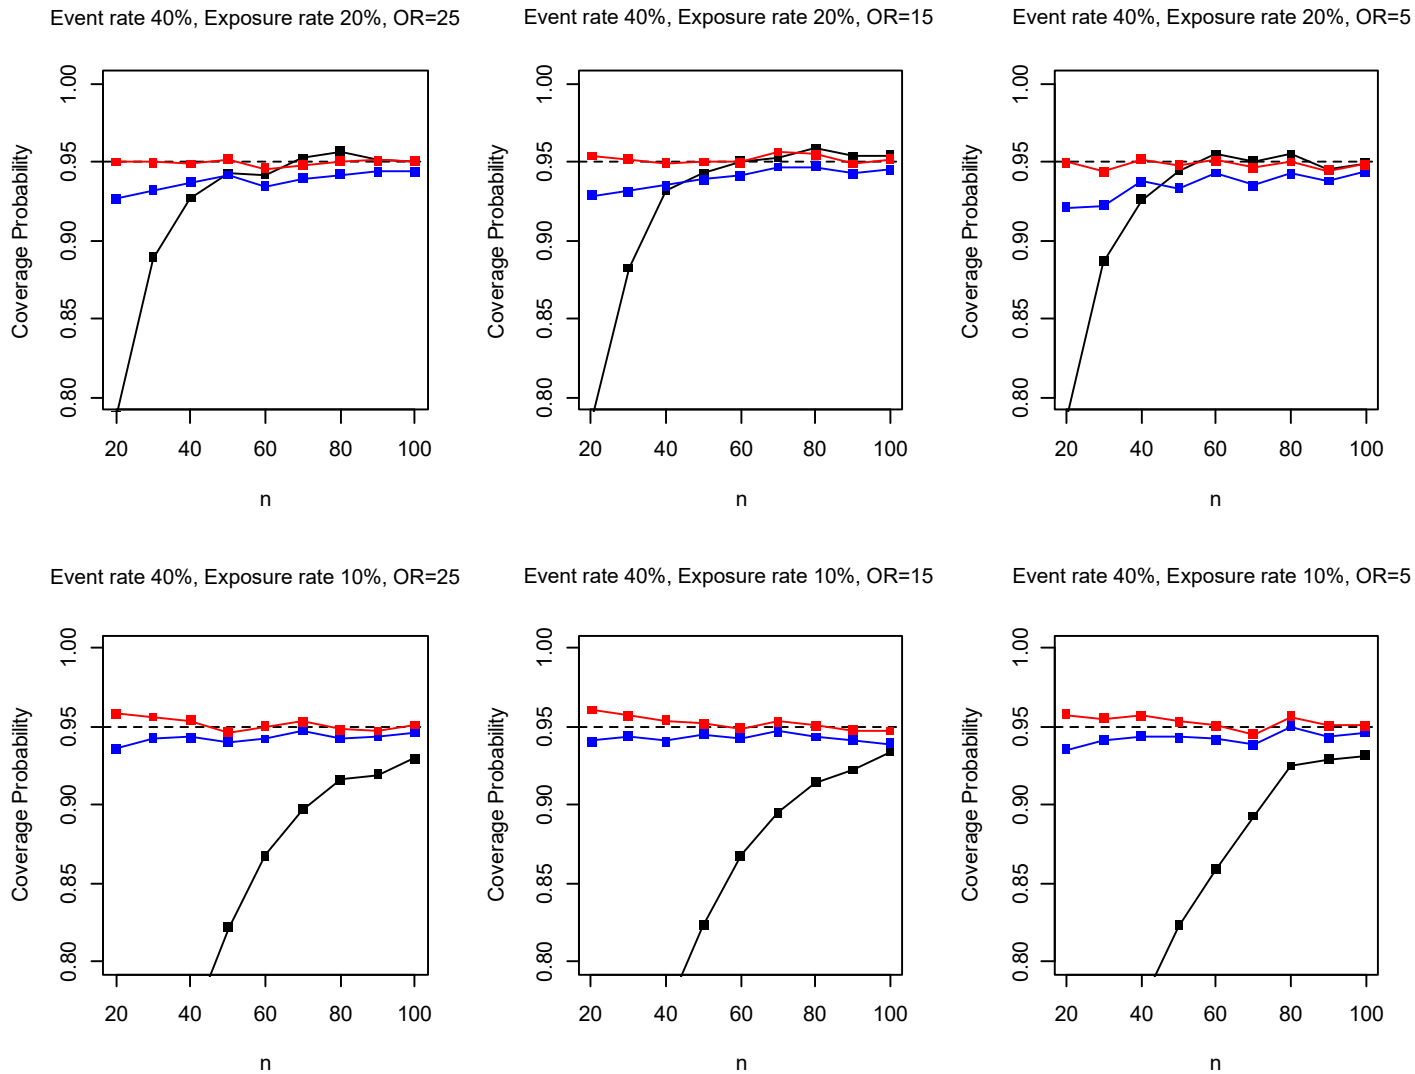 Event rate 40%, Exposure rate 20%, OR=25
Coverage Probability
1.00
0.95
0.90
0.85
0.80
20 40 60 80 100
n
Event rate 40%, Exposure rate 20%, OR=15
Coverage Probability
1.00
0.95
0.90
0.85
0.80
20 40 60 80 100
n
Event rate 40%, Exposure rate 20%, OR=5
Coverage Probability
1.00
0.95
0.90
0.85
0.80
20 40 60 80 100
n
Event rate 40%, Exposure rate 10%, OR=25
Coverage Probability
1.00
0.95
0.90
0.85
0.80
20 40 60 80 100
n
Event rate 40%, Exposure rate 10%, OR=15
Coverage Probability
1.00
0.95
0.90
0.85
0.80
20 40 60 80 100
n
Event rate 40%, Exposure rate 10%, OR=5
Coverage Probability
1.00
0.95
0.90
0.85
0.80
20 40 60 80 100
n